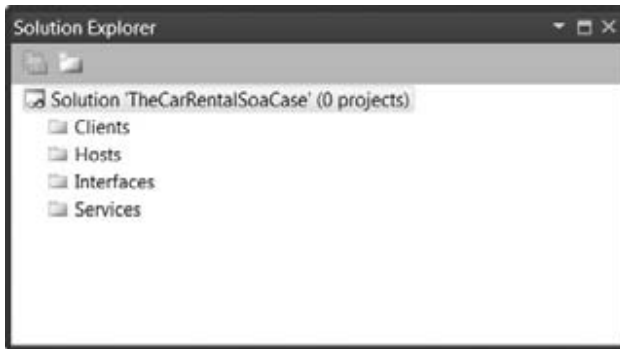 Solution Explorer
Solution 'TheCarRentalSoaCase' (0 projects)
Clients
Hosts
Interfaces
Services